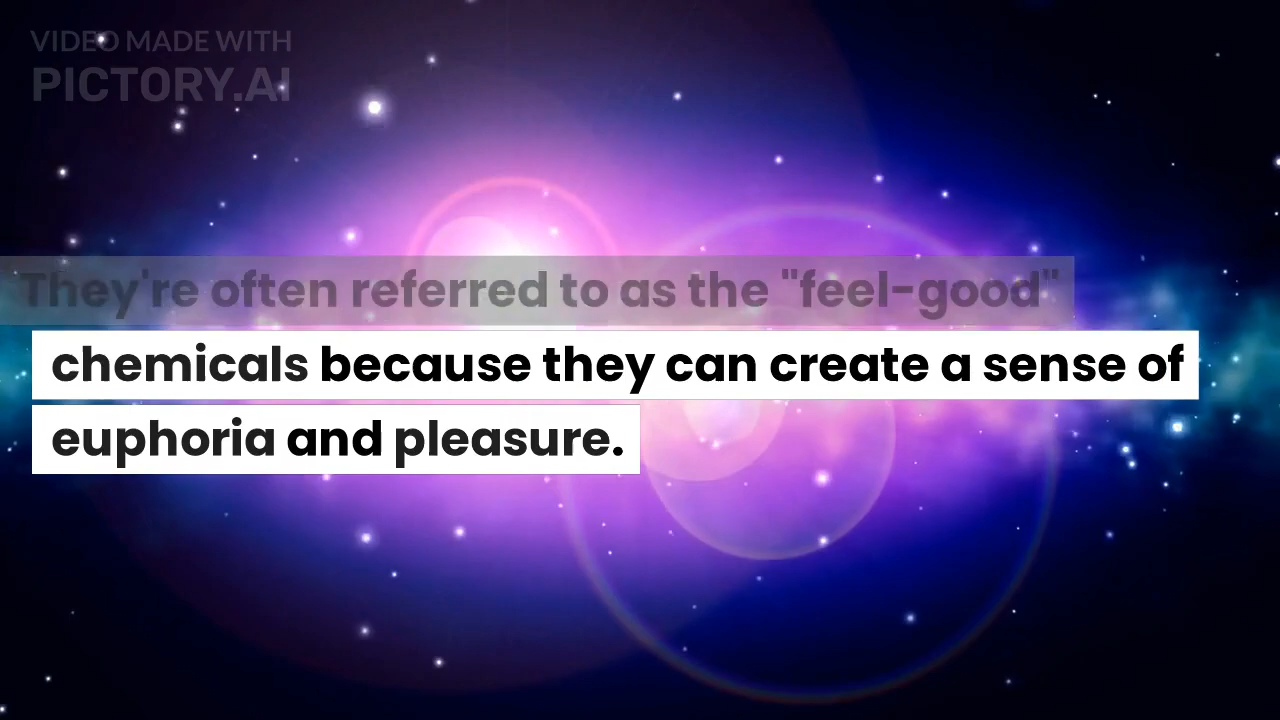 VIDEO MADE WITH
PICTORY.AI
They're often referred to as the "feel-good"
chemicals because they can create a sense of
euphoria and pleasure.